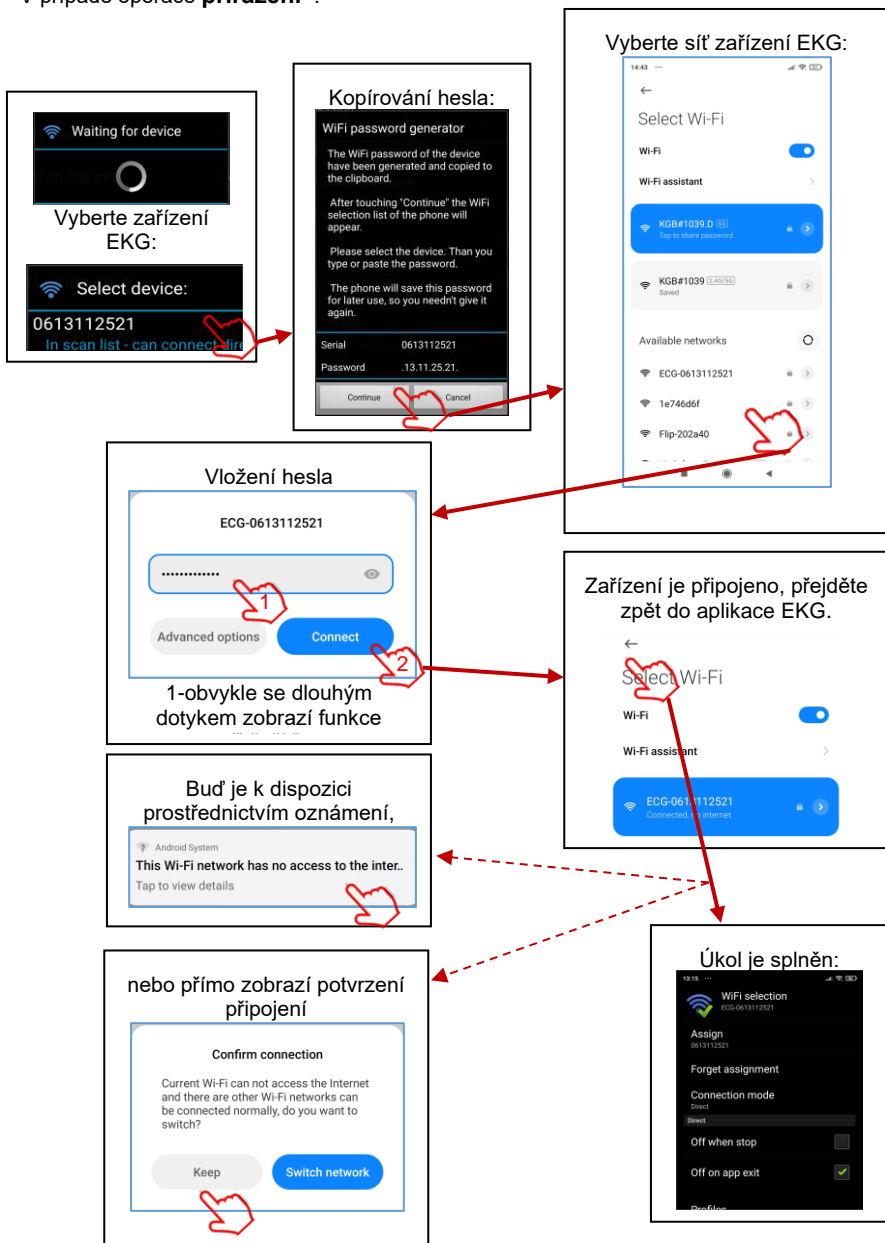 V případě operace přiřazení" :
Waiting for device
Vyberte zařízení
EKG:
Select device:
0613112521
In scan list - can connect dire
Kopírování hesla:
WiFi password generator
The WiFi password of the device
have been generated and copied to
the clipboard.
After touching "Continue" the WiFi
selection list of the phone will
appear.
Please select the device. Than you
type or paste the password.
The phone will save this password
for later use, so you needn't give it
again.
Serial 0613112521
Password .13.11.25.21.
Continue Cancel
Vyberte síť zařízení EKG:
14:43
Select Wi-Fi
Wi-Fi
Wi-Fi assistant
KGB#1039.D 5G
Tap to share password
KGB#1039 2.4G/5G
Saved
Available networks
ECG-0613112521
1e746d6f
Flip-202a40
Vložení hesla
ECG-0613112521
•••••••••••••
1
Advanced options Connect
2
1-obvykle se dlouhým
dotykem zobrazí funkce
Zařízení je připojeno, přejděte
zpět do aplikace EKG.
Select Wi-Fi
Wi-Fi
Wi-Fi assistant
ECG-0613112521
Connected, no internet
Buď je k dispozici
prostřednictvím oznámení,
Android System
This Wi-Fi network has no access to the inter..
Tap to view details
nebo přímo zobrazí potvrzení
připojení
Confirm connection
Current Wi-Fi can not access the Internet
and there are other Wi-Fi networks can
be connected normally, do you want to
switch?
Keep Switch network
Úkol je splněn:
13:15
WiFi selection
ECG-0613112521
Assign
0613112521
Forget assignment
Connection mode
Direct
Direct
Off when stop
Off on app exit
Profiles